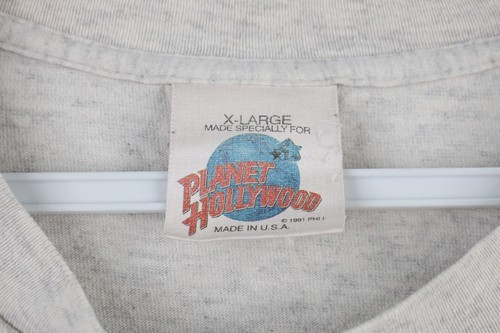 X-LARGE
MADE SPECIALLY FOR
PLANET
HOLLYWOOD
© 1991 PHI I
MADE IN U.S.A.